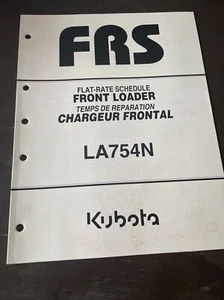 FRS
FLAT-RATE SCHEDULE
FRONT LOADER
TEMPS DE REPARATION
CHARGEUR FRONTAL
LA754N
Kubota